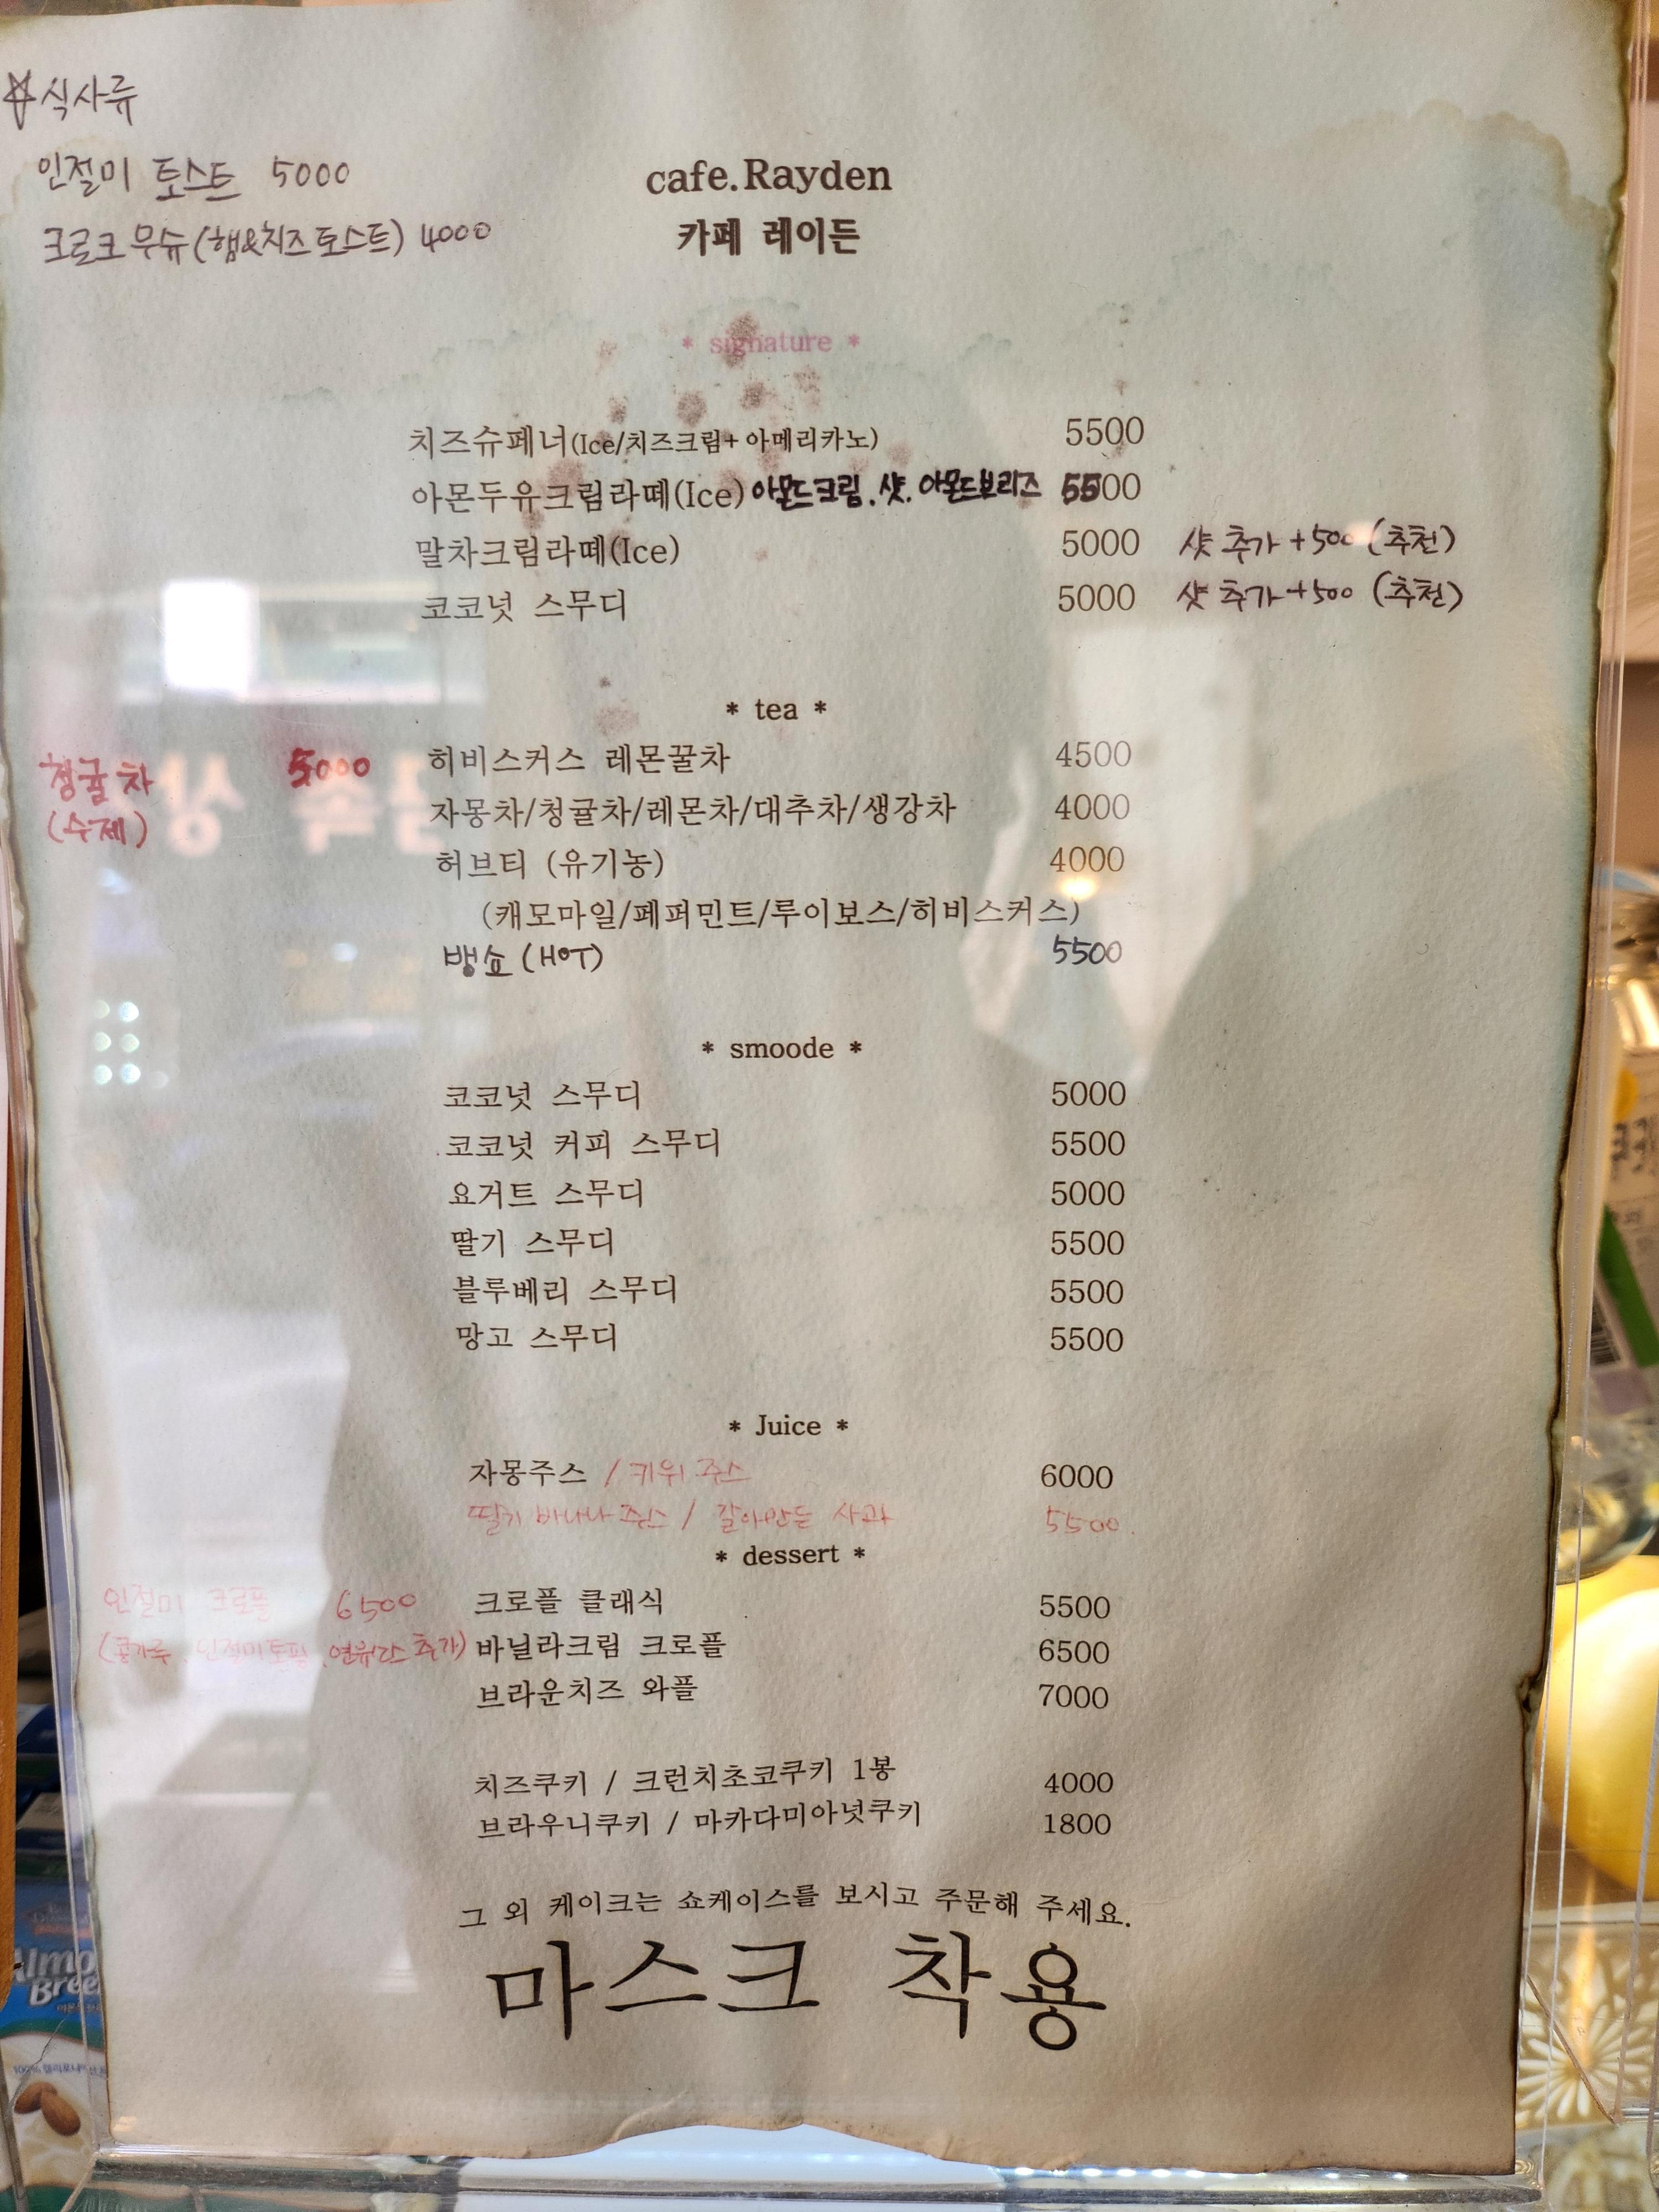 ☆식사류
인절미 토스트 5000
크로크무슈(햄&치즈토스트) 4000
cafe.Rayden
카페 레이든
* signature *
치즈슈페너(Ice/치즈크림+아메리카노) 5500
아몬두유크림라떼(Ice) 아몬드크림.샷.아몬드브리즈 5500
말차크림라떼(Ice) 5000 샷 추가+500 (추천)
코코넛 스무디 5000 샷 추가+500 (추천)
* tea *
청귤차 5000
(수제)
히비스커스 레몬꿀차 4500
자몽차/청귤차/레몬차/대추차/생강차 4000
허브티 (유기농) 4000
(캐모마일/페퍼민트/루이보스/히비스커스)
뱅쇼(HOT) 5500
* smoode *
코코넛 스무디 5000
코코넛 커피 스무디 5500
요거트 스무디 5000
딸기 스무디 5500
블루베리 스무디 5500
망고 스무디 5500
* Juice *
자몽주스 / 키위 쥬스 6000
딸기 바나나 쥬스 / 갈아만든 사과 5500
* dessert *
인절미 크로플 6500
(콩가루, 인절미토핑, 연유 추가)
크로플 클래식 5500
바닐라크림 크로플 6500
브라운치즈 와플 7000
치즈쿠키 / 크런치초코쿠키 1봉 4000
브라우니쿠키 / 마카다미아넛쿠키 1800
그 외 케이크는 쇼케이스를 보시고 주문해 주세요.
마스크 착용
Almo
Bree